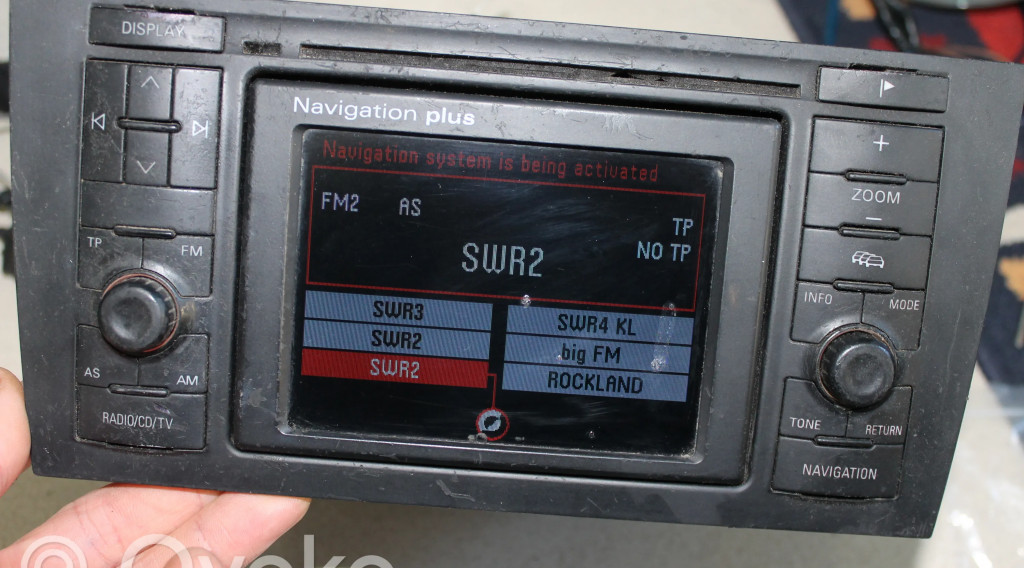 DISPLAY
Navigation plus
Navigation system is being activated
FM2 AS
TP
NO TP
SWR2
SWR3
SWR2
SWR2
SWR4 KL
big FM
ROCKLAND
TP FM
AS AM
RADIO/CD/TV
+
ZOOM
−
INFO MODE
TONE RETURN
NAVIGATION